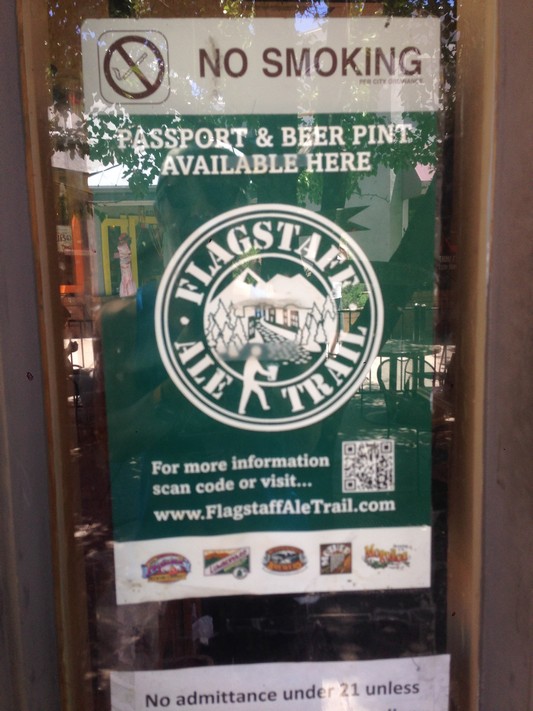 NO SMOKING
PER CITY ORDINANCE
PASSPORT & BEER PINT
AVAILABLE HERE
FLAGSTAFF
ALE TRAIL
For more information
scan code or visit...
www.FlagstaffAleTrail.com
No admittance under 21 unless